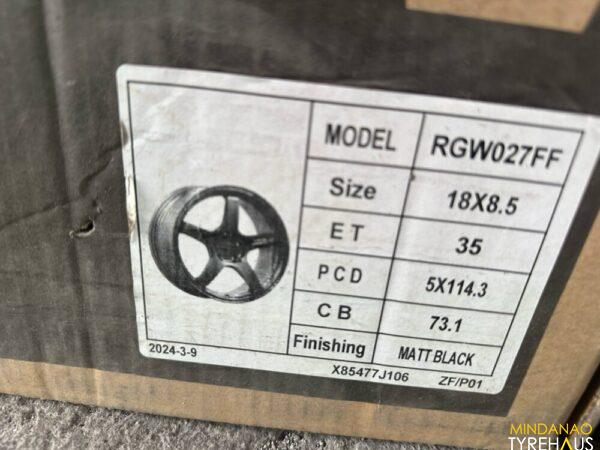 MODEL RGW027FF
Size 18X8.5
ET 35
PCD 5X114.3
CB 73.1
Finishing MATT BLACK
2024-3-9 X85477J106 ZF/P01
MINDANAO
TYREHAUS